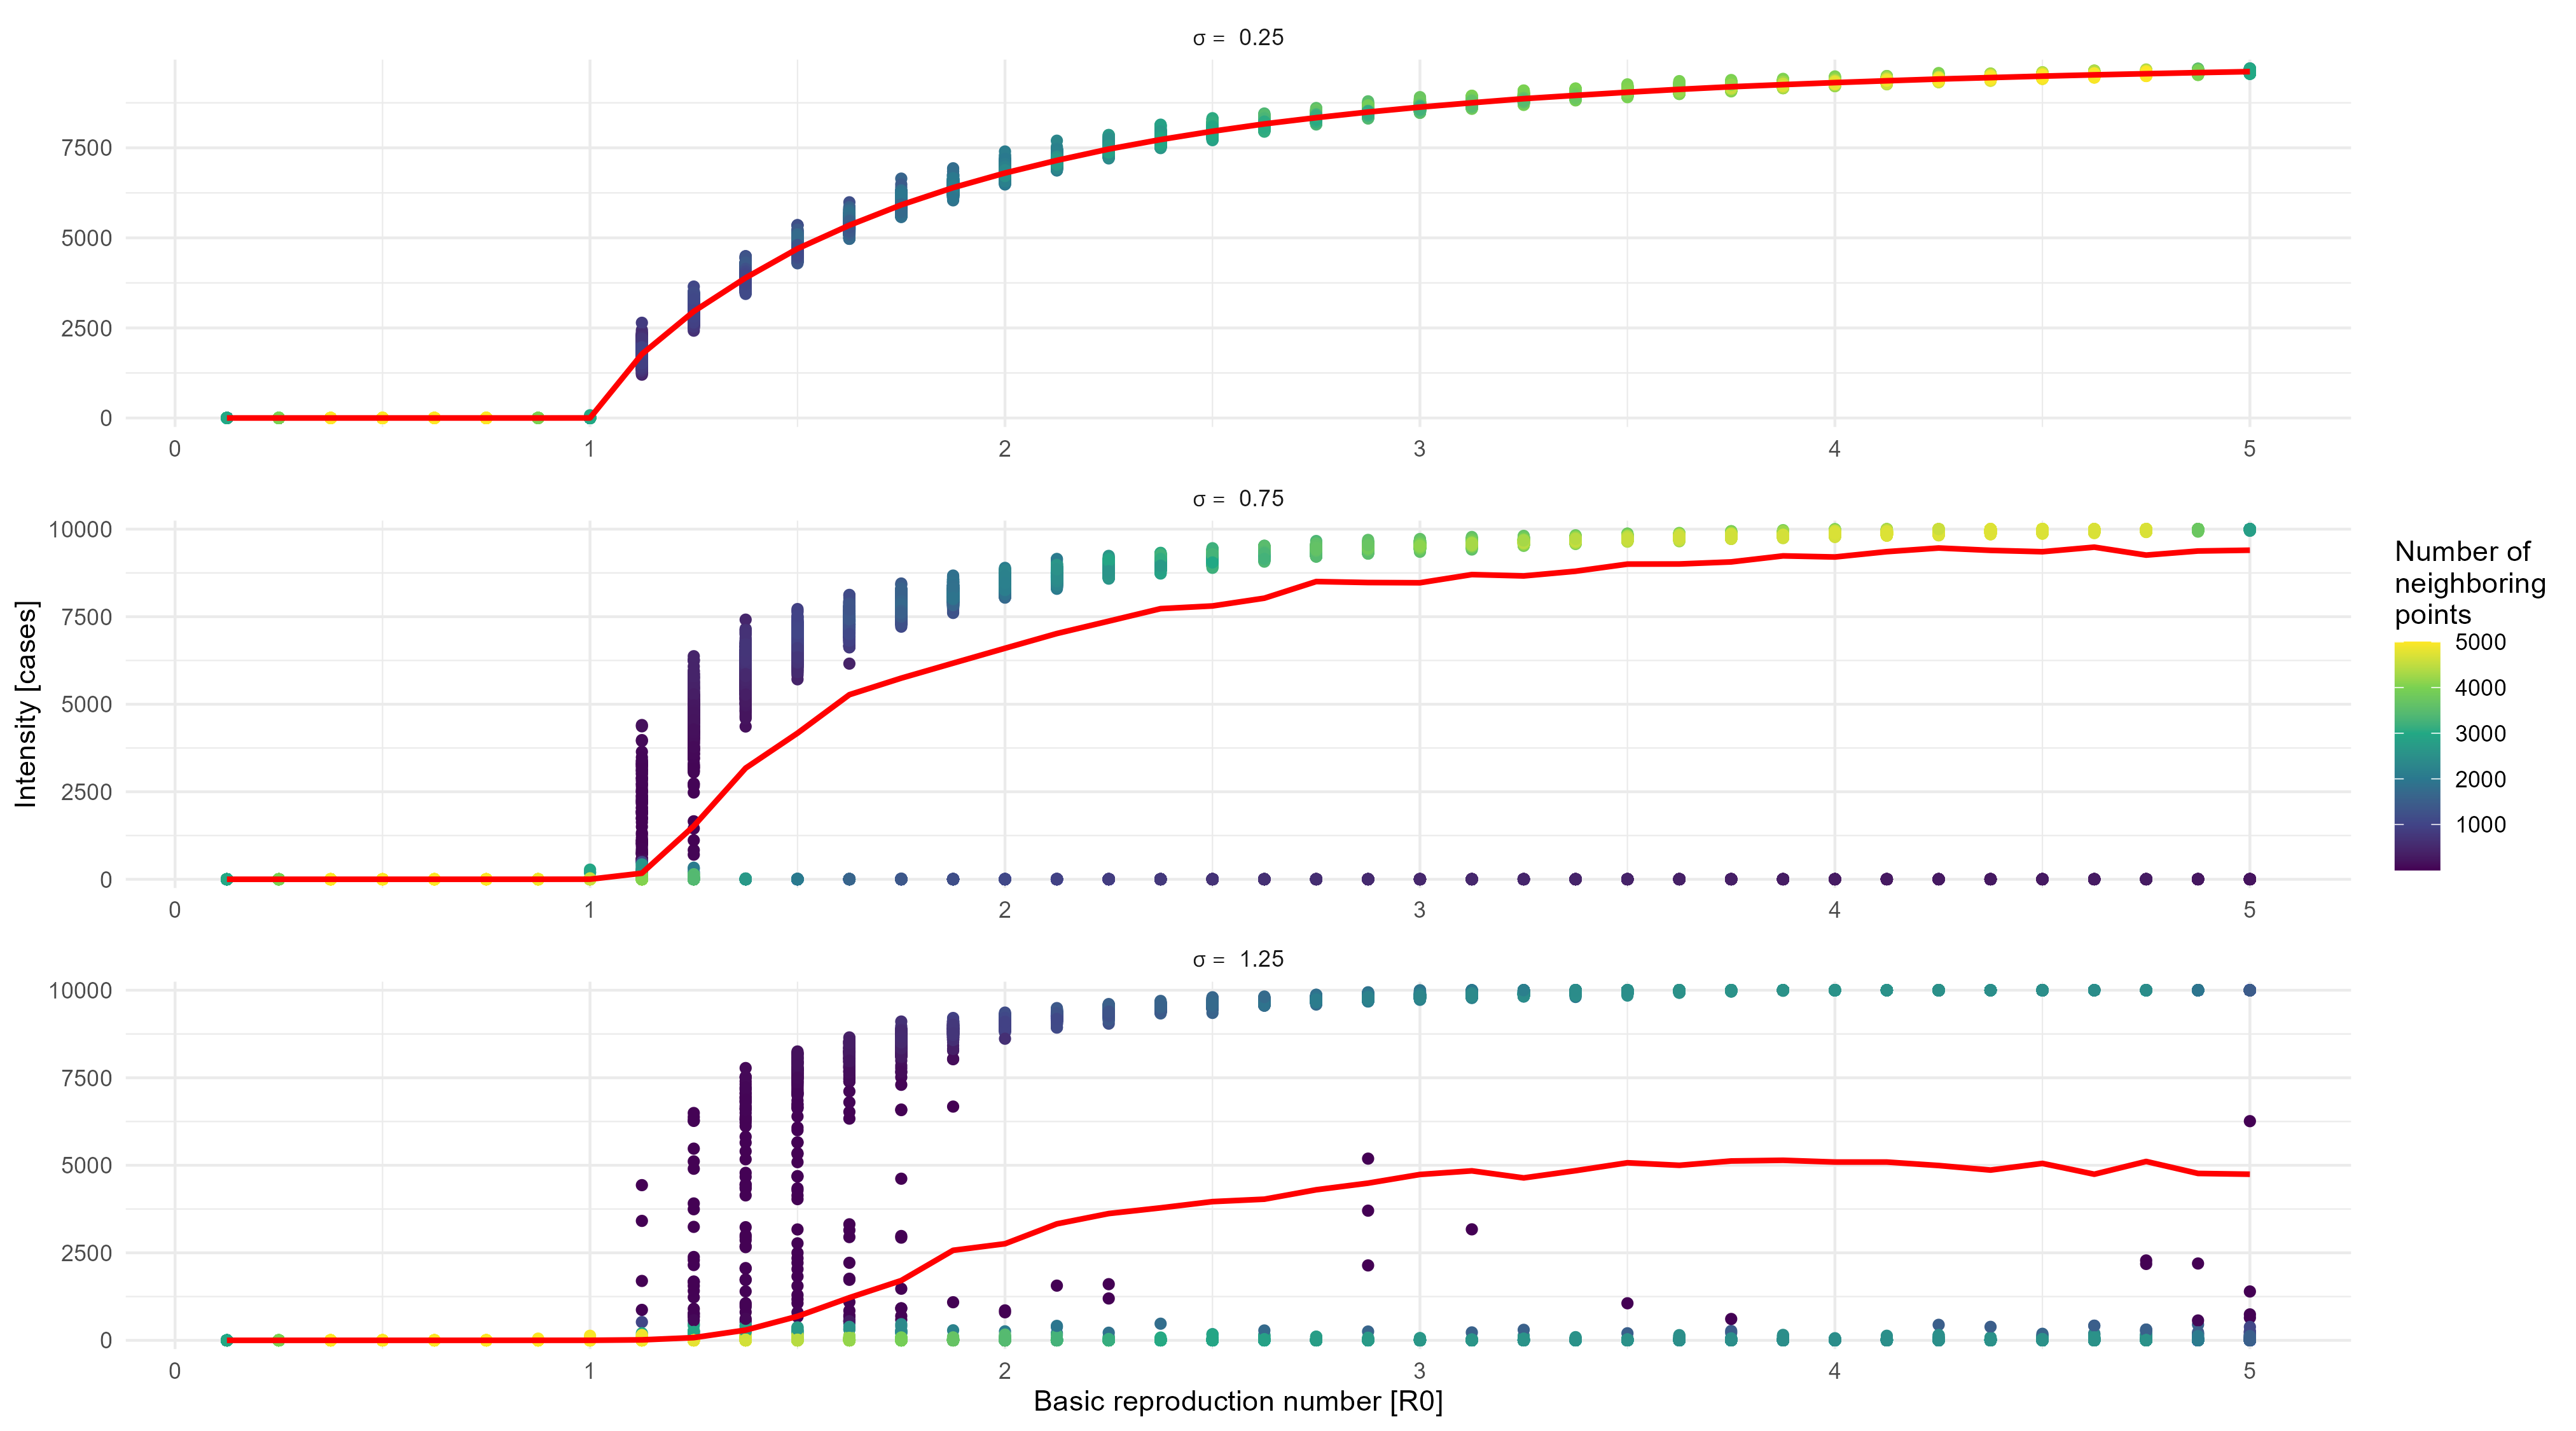 σ = 0.25
7500
5000
2500
0
0 1 2 3 4 5
σ = 0.75
10000
7500
5000
2500
0
0 1 2 3 4 5
σ = 1.25
10000
7500
5000
2500
0
0 1 2 3 4 5
Basic reproduction number [R0]
Intensity [cases]
Number of
neighboring
points
5000
4000
3000
2000
1000